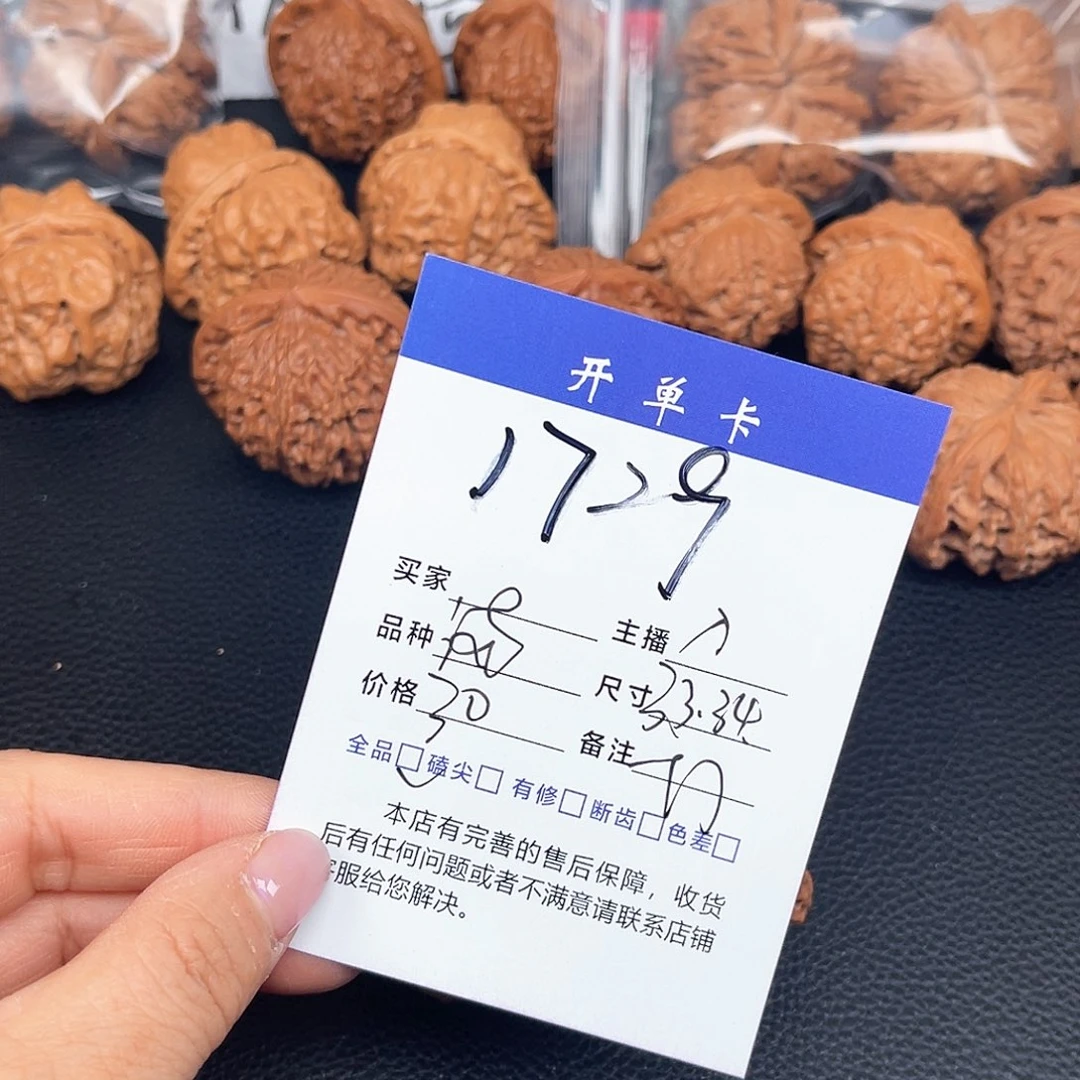 开单卡
1729
买家 主播
品种 尺寸 33.34
价格 30 备注
全品□ 磕尖□ 有修□ 断齿□ 色差□
本店有完善的售后保障，收货
后有任何问题或者不满意请联系店铺
客服给您解决。